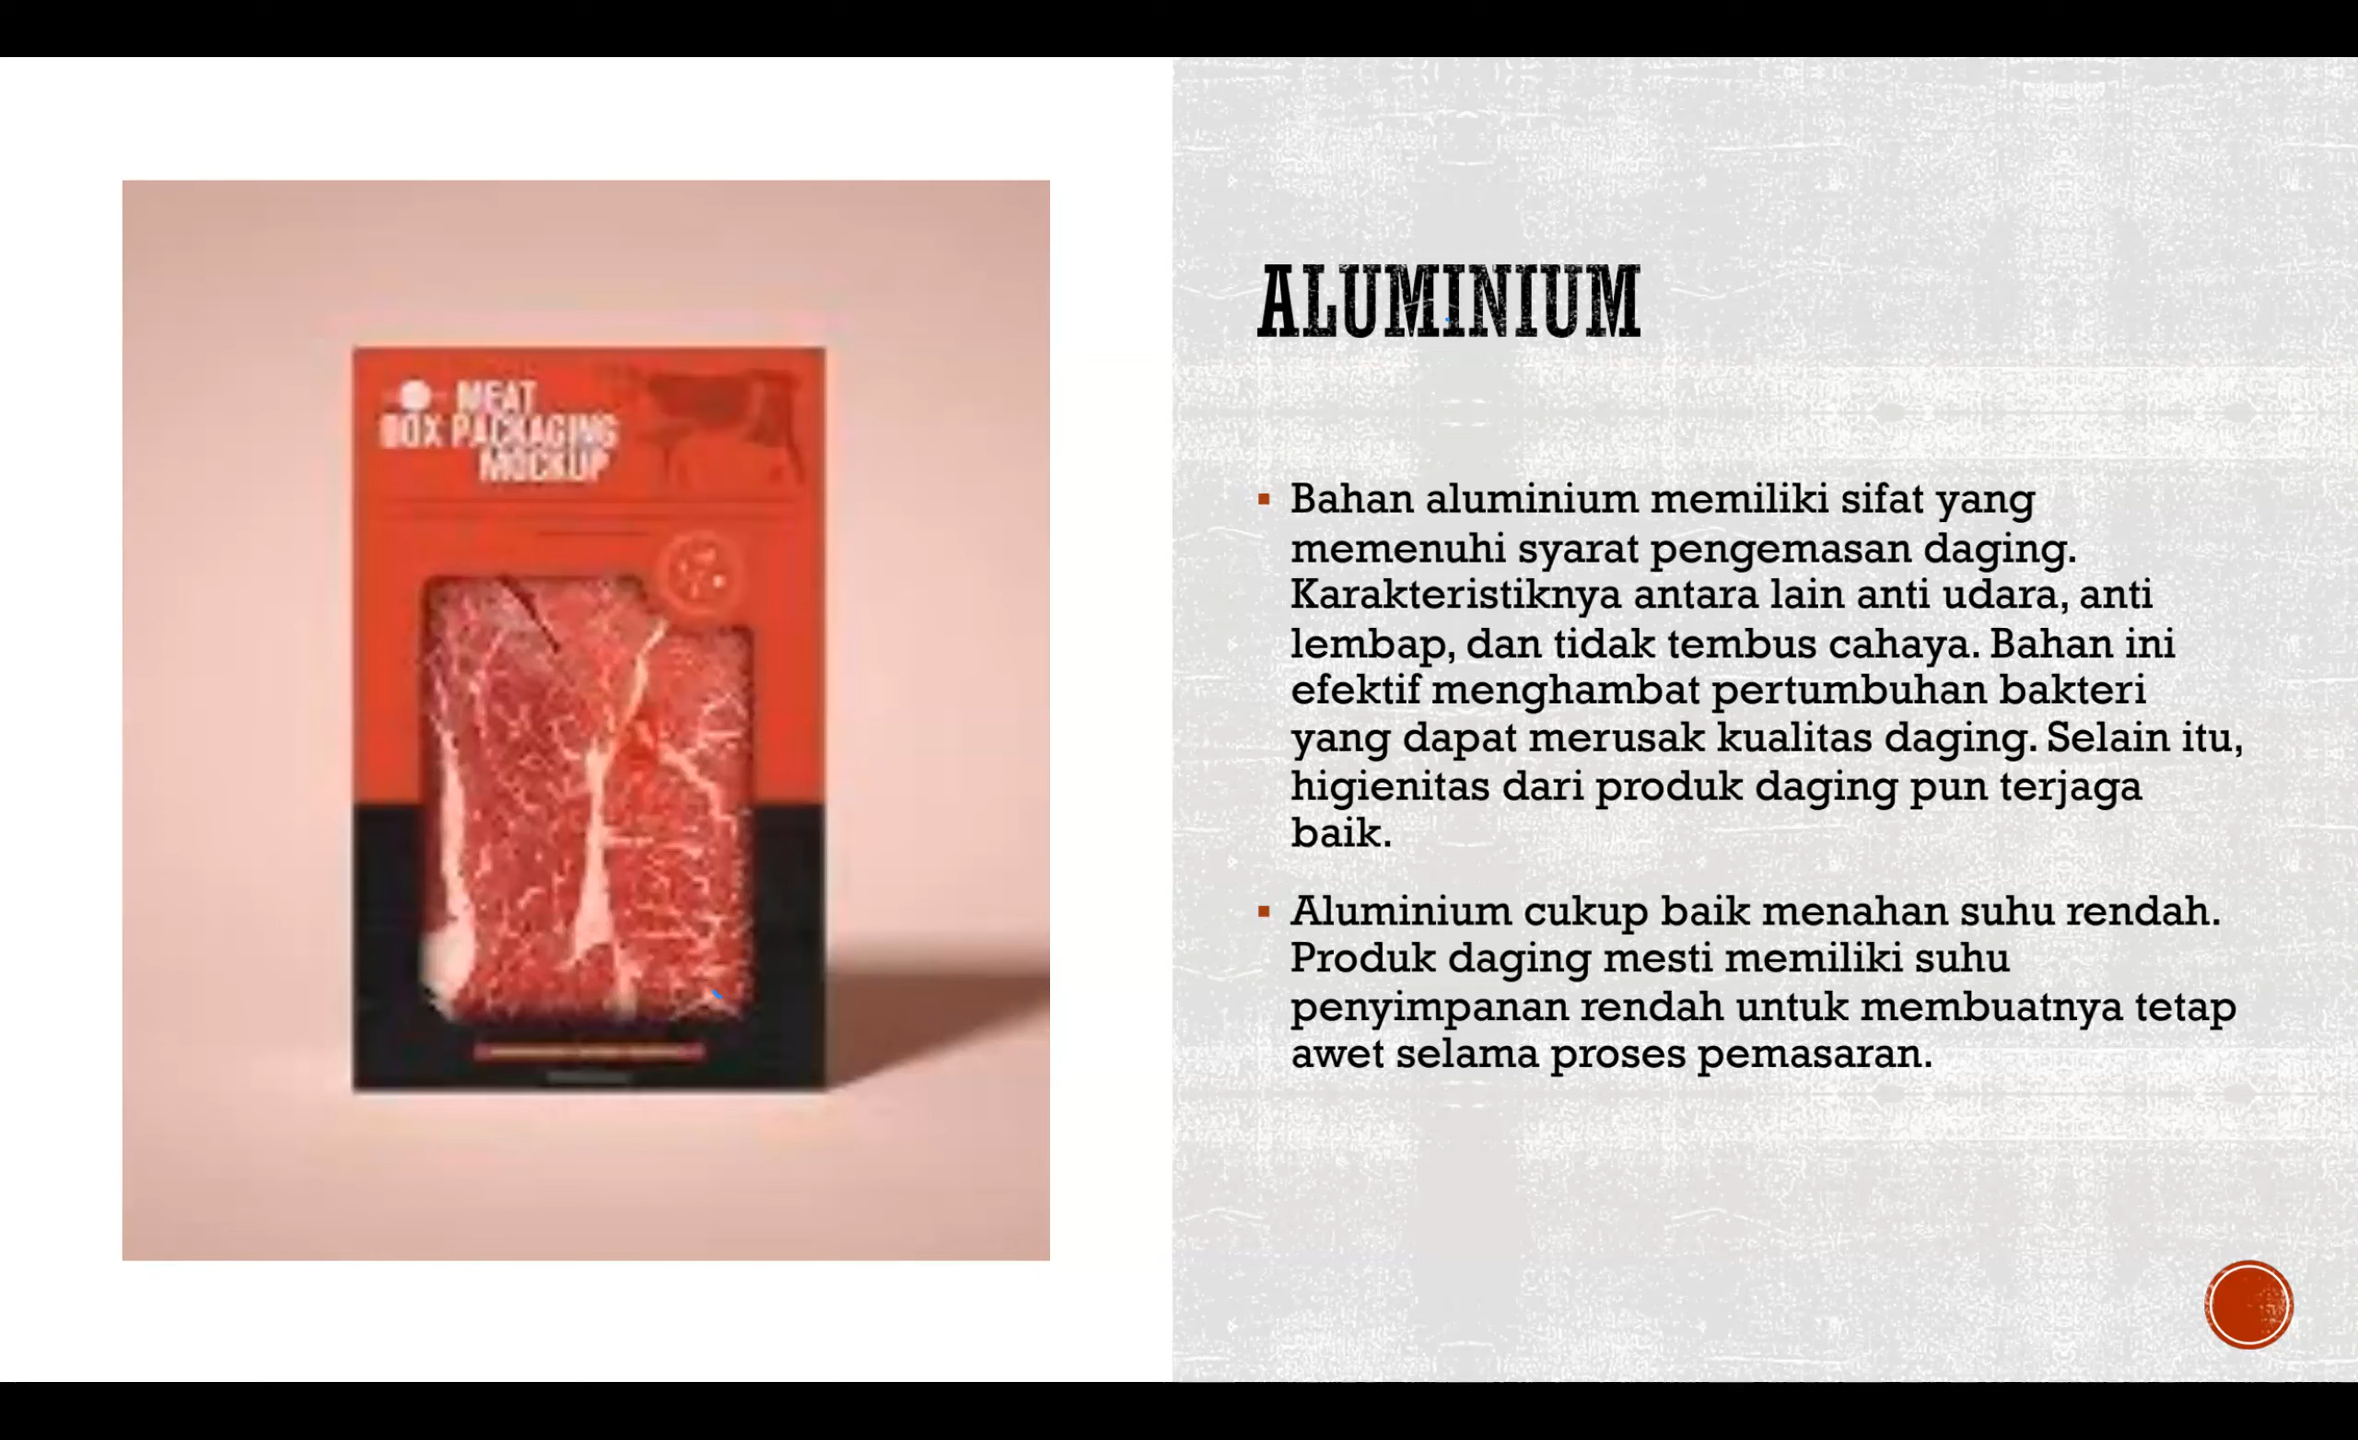 MEAT
BOX PACKAGING
MOCKUP
ALUMINIUM
▪ Bahan aluminium memiliki sifat yang
memenuhi syarat pengemasan daging.
Karakteristiknya antara lain anti udara, anti
lembap, dan tidak tembus cahaya. Bahan ini
efektif menghambat pertumbuhan bakteri
yang dapat merusak kualitas daging. Selain itu,
higienitas dari produk daging pun terjaga
baik.
▪ Aluminium cukup baik menahan suhu rendah.
Produk daging mesti memiliki suhu
penyimpanan rendah untuk membuatnya tetap
awet selama proses pemasaran.